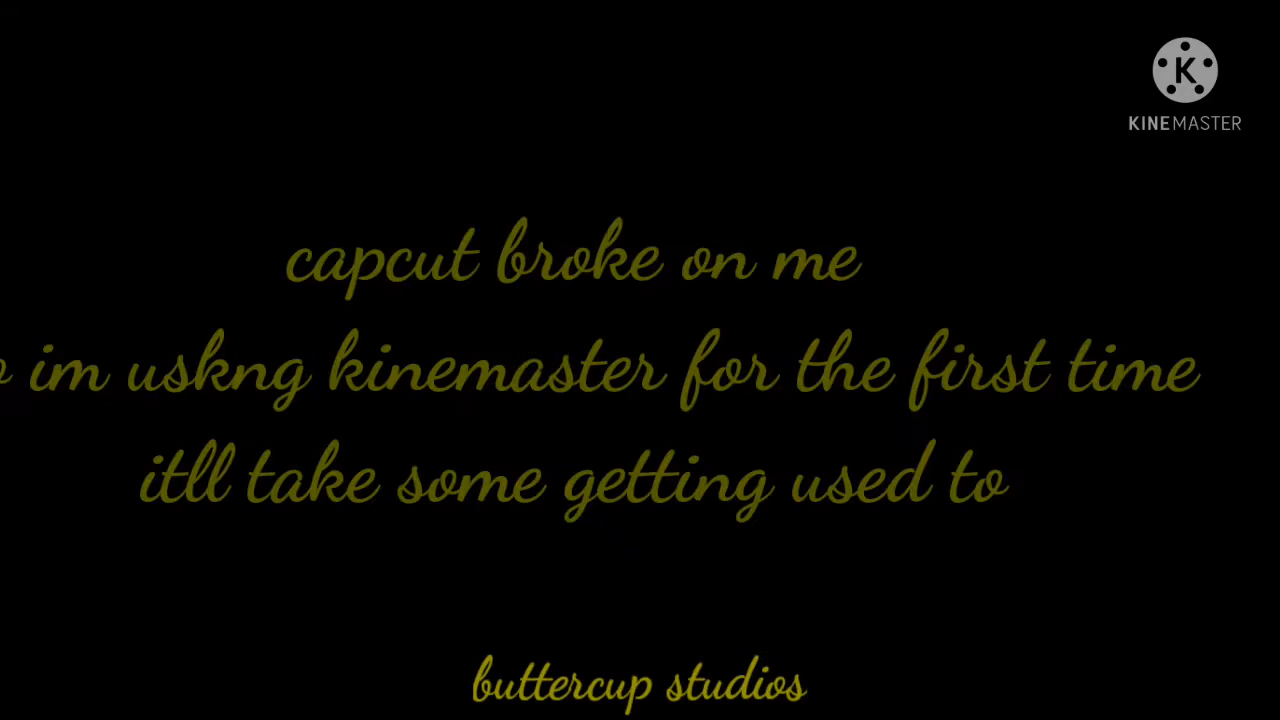 KINEMASTER
capcut broke on me
im uskng kinemaster for the first time
itll take some getting used to
buttercup studios